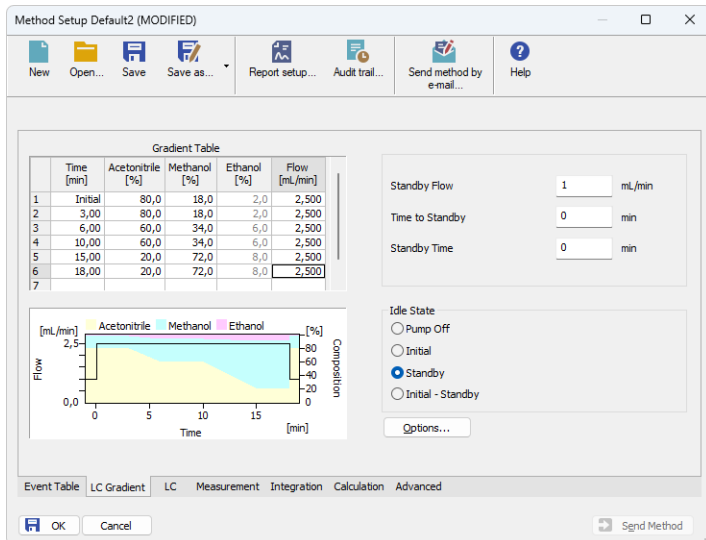 Method Setup Default2 (MODIFIED)
New Open... Save Save as... Report setup... Audit trail... Send method by e-mail... Help
Gradient Table
Time [min] Acetonitrile [%] Methanol [%] Ethanol [%] Flow [mL/min]
1 Initial 80,0 18,0 2,0 2,500
2 3,00 80,0 18,0 2,0 2,500
3 6,00 60,0 34,0 6,0 2,500
4 10,00 60,0 34,0 6,0 2,500
5 15,00 20,0 72,0 8,0 2,500
6 18,00 20,0 72,0 8,0 2,500
7
Standby Flow 1 mL/min
Time to Standby 0 min
Standby Time 0 min
[mL/min] Acetonitrile Methanol Ethanol [%]
2,5
0,0
Flow
80
60
40
20
0
Composition
0 5 10 15
Time [min]
Idle State
Pump Off
Initial
Standby
Initial - Standby
Options...
Event Table LC Gradient LC Measurement Integration Calculation Advanced
OK Cancel Send Method